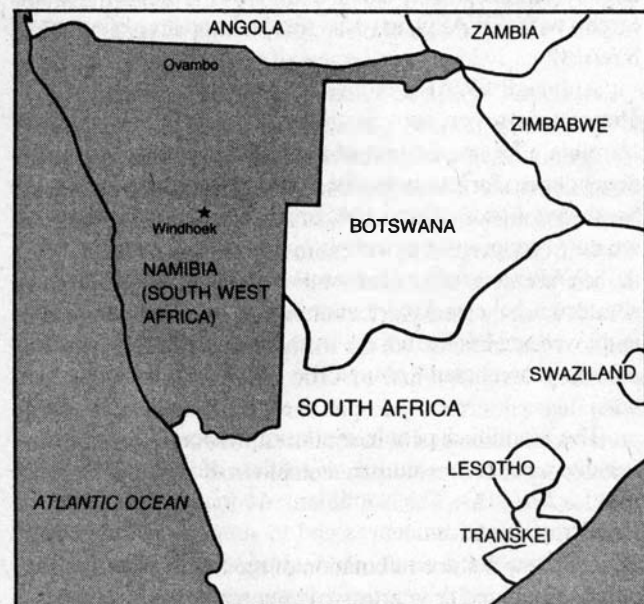 ANGOLA
ZAMBIA
Ovambo
ZIMBABWE
Windhoek
BOTSWANA
NAMIBIA
(SOUTH WEST
AFRICA)
SWAZILAND
SOUTH AFRICA
LESOTHO
ATLANTIC OCEAN
TRANSKEI